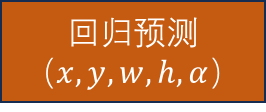 回归预测
(x, y, w, h, α)